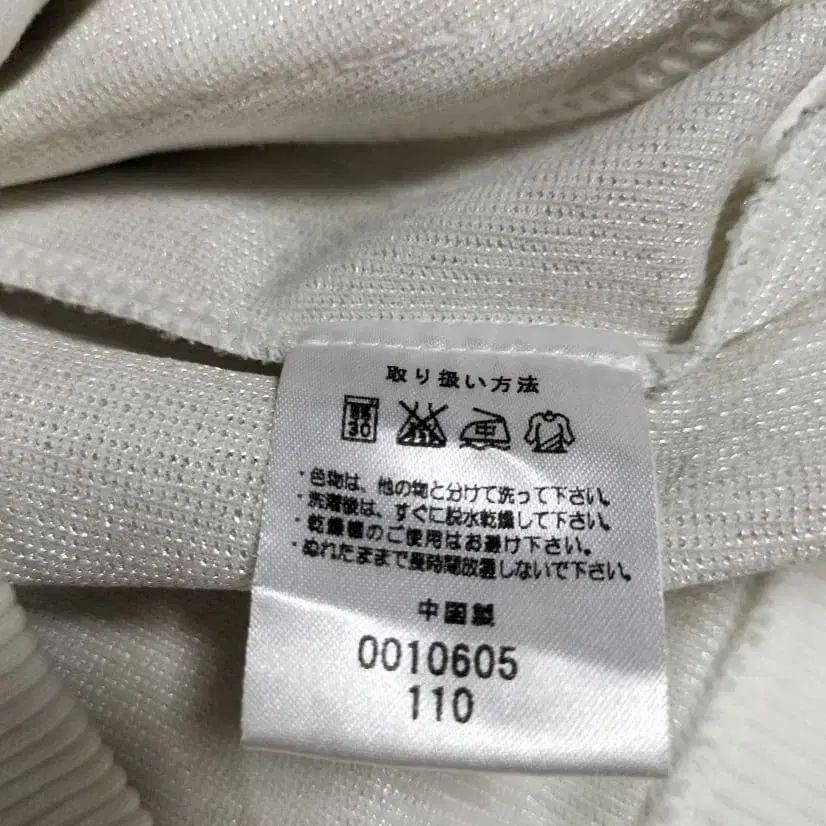 取り扱い方法
30 中
・色物は、他の物と分けて洗って下さい。
・洗濯後は、すぐに脱水乾燥して下さい。
・乾燥機のご使用はお避け下さい。
・ぬれたままで長時間放置しないで下さい。
中国製
0010605
110